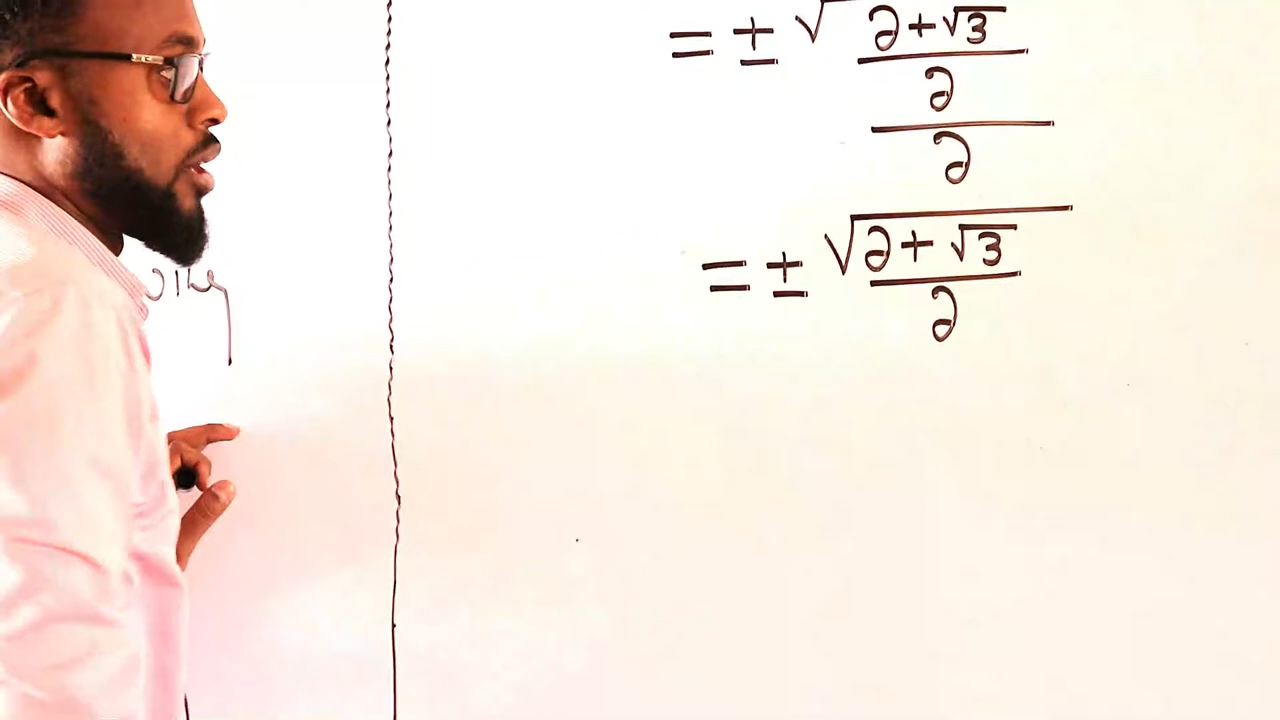 = ± √ 2+√3
2
2
= ± √2 + √3
2